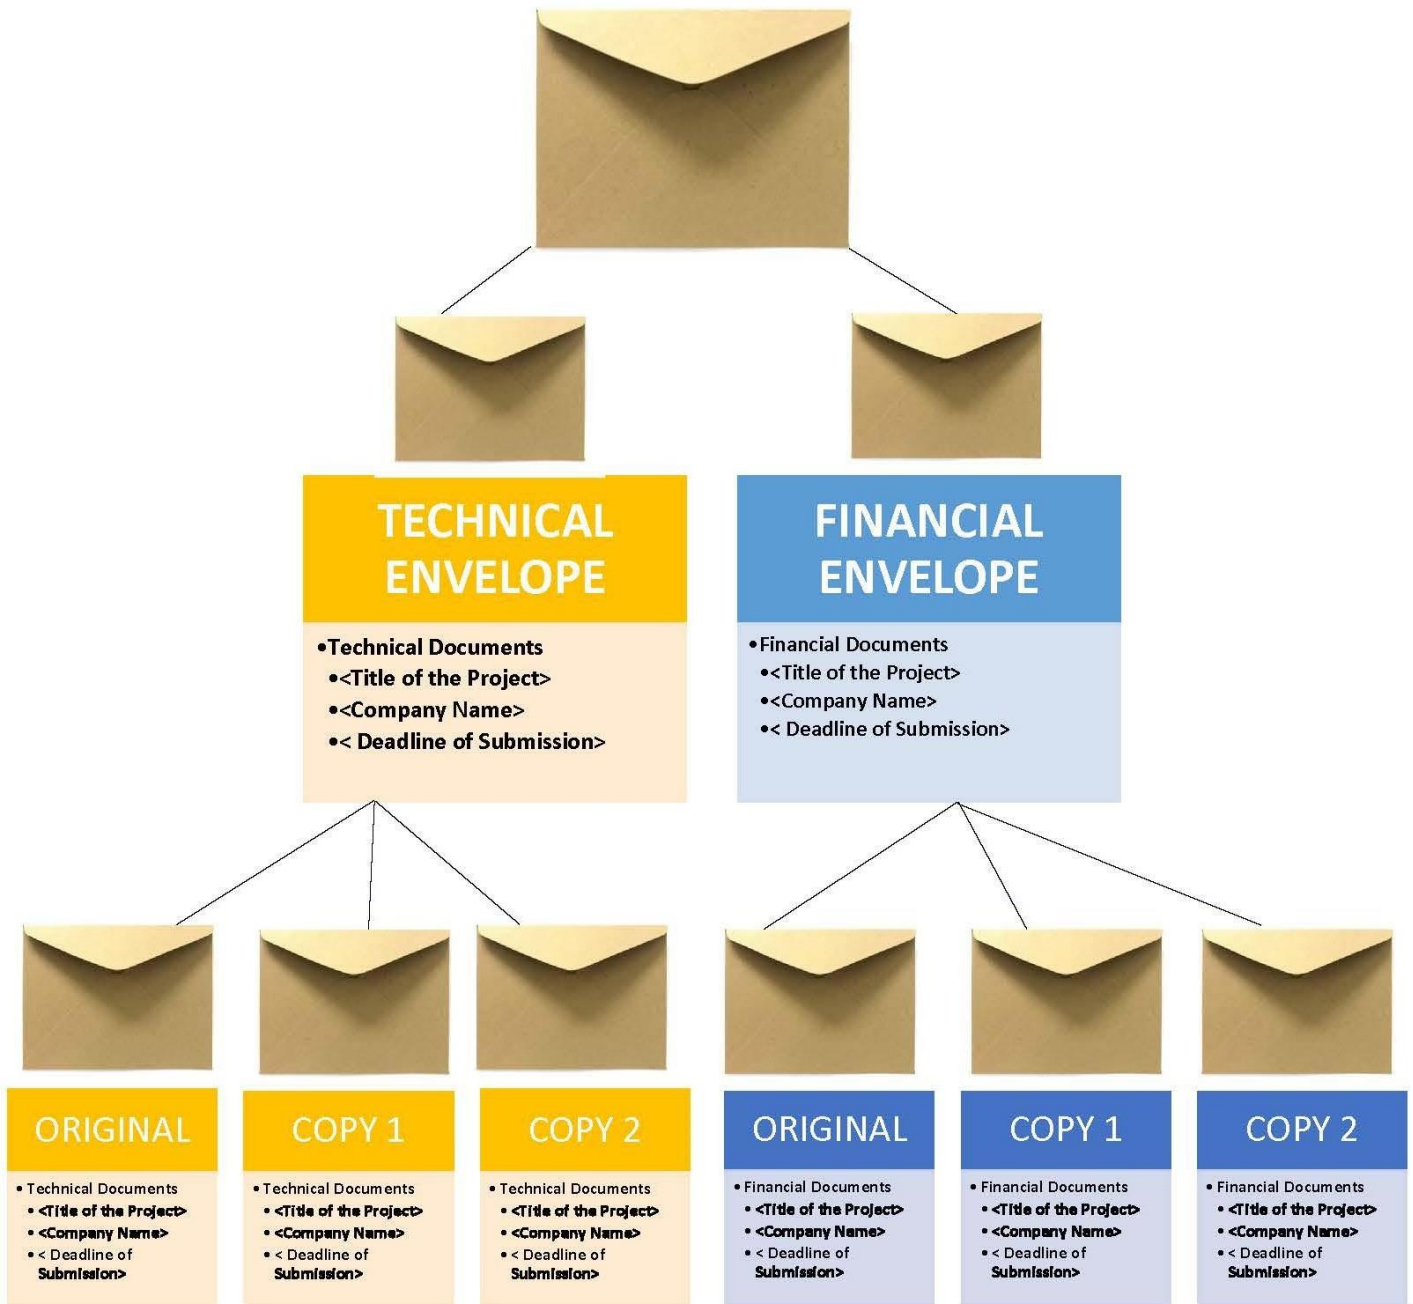 TECHNICAL
ENVELOPE
•Technical Documents
•<Title of the Project>
•<Company Name>
•< Deadline of Submission>
FINANCIAL
ENVELOPE
•Financial Documents
•<Title of the Project>
•<Company Name>
•< Deadline of Submission>
ORIGINAL
• Technical Documents
• <Title of the Project>
• <Company Name>
• < Deadline of
Submission>
COPY 1
• Technical Documents
• <Title of the Project>
• <Company Name>
• < Deadline of
Submission>
COPY 2
• Technical Documents
• <Title of the Project>
• <Company Name>
• < Deadline of
Submission>
ORIGINAL
• Financial Documents
• <Title of the Project>
• <Company Name>
• < Deadline of
Submission>
COPY 1
• Financial Documents
• <Title of the Project>
• <Company Name>
• < Deadline of
Submission>
COPY 2
• Financial Documents
• <Title of the Project>
• <Company Name>
• < Deadline of
Submission>